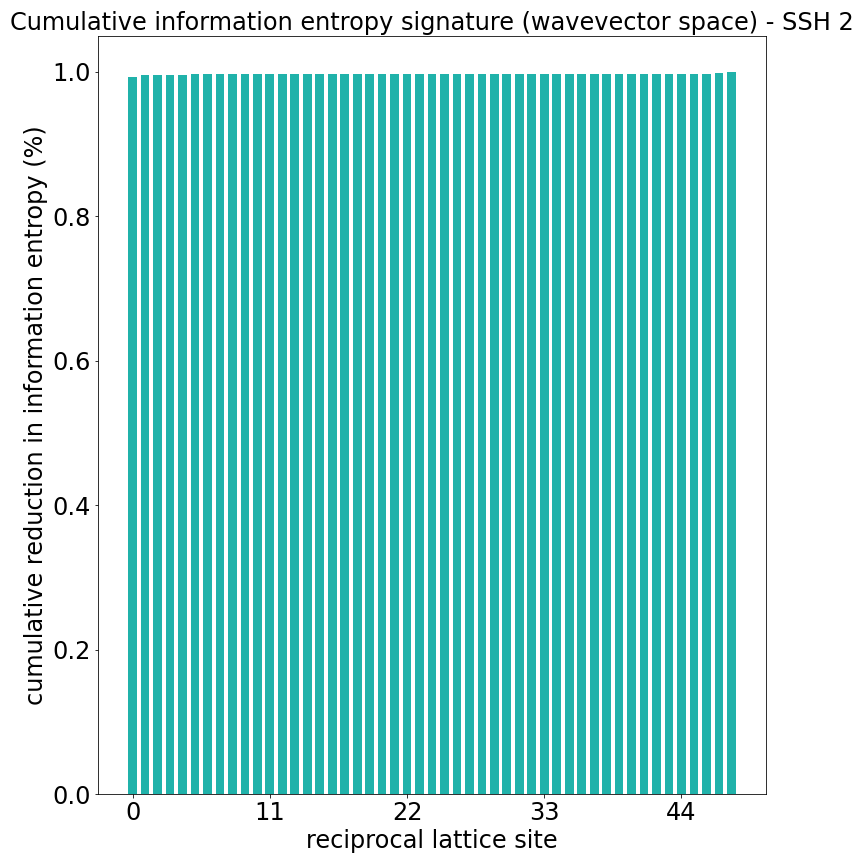 Cumulative information entropy signature (wavevector space) - SSH 2
cumulative reduction in information entropy (%)
1.0
0.8
0.6
0.4
0.2
0.0
0 11 22 33 44
reciprocal lattice site